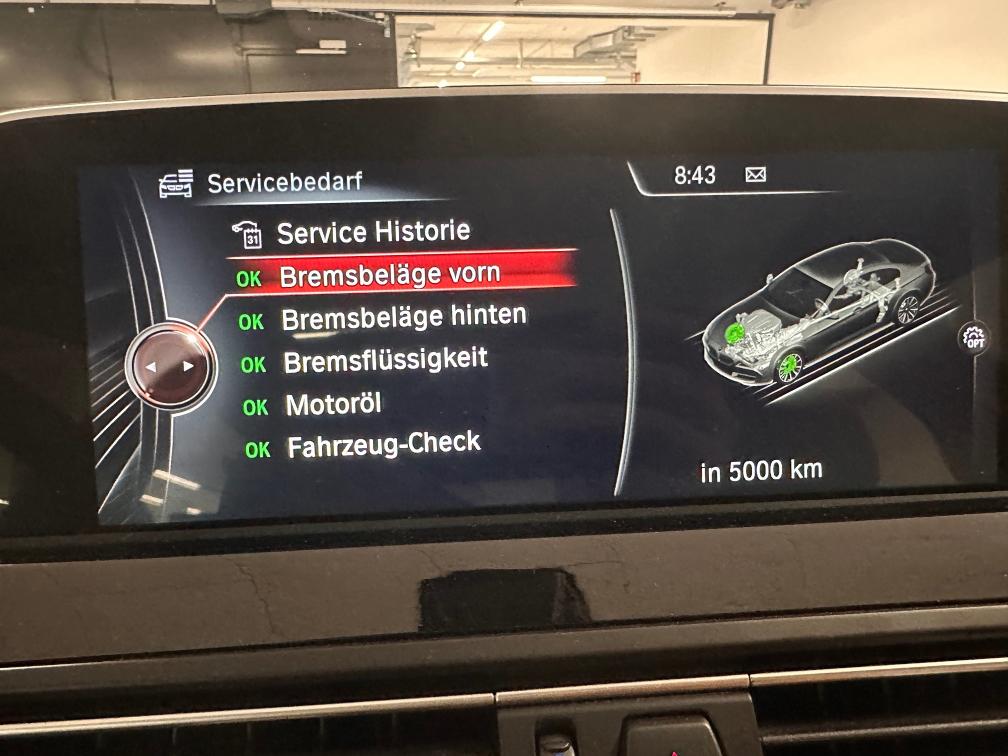 Servicebedarf
8:43
31
Service Historie
OK Bremsbeläge vorn
OK Bremsbeläge hinten
OK Bremsflüssigkeit
OK Motoröl
OK Fahrzeug-Check
OPT
in 5000 km